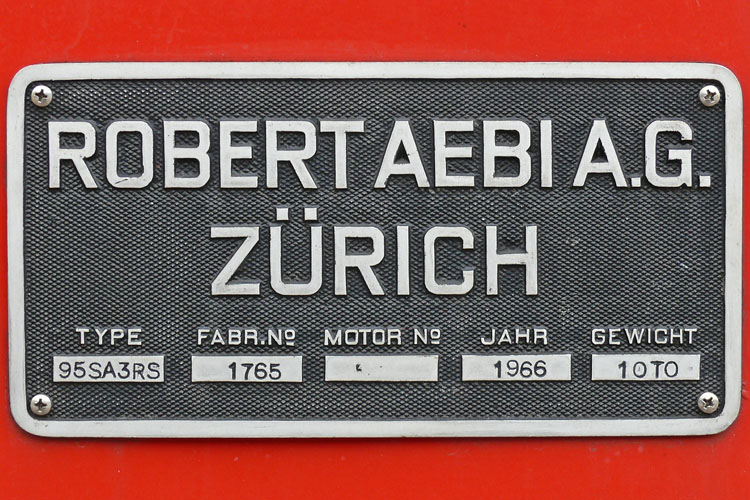 ROBERT AEBI A.G.
ZÜRICH
TYPE FABR.Nº MOTOR Nº JAHR GEWICHT
95SA3RS 1765 1966 10TO